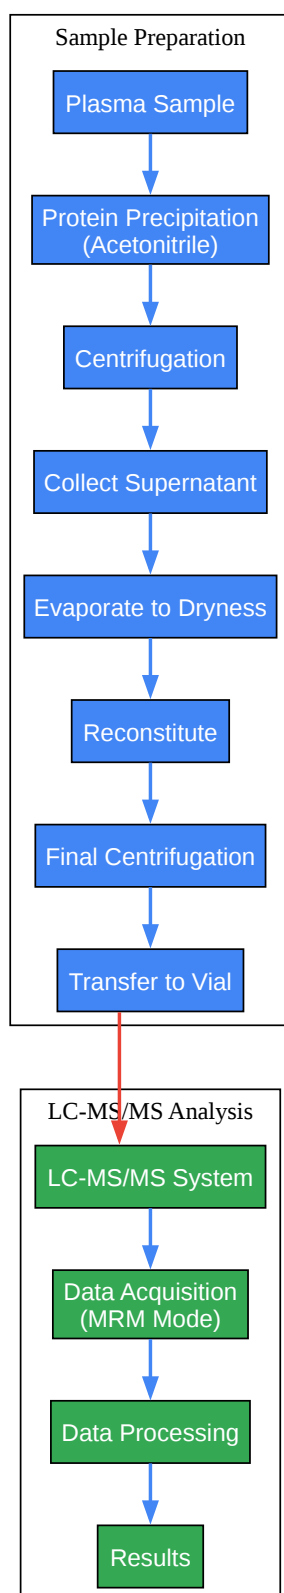 Sample Preparation
Plasma Sample
Protein Precipitation
(Acetonitrile)
Centrifugation
Collect Supernatant
Evaporate to Dryness
Reconstitute
Final Centrifugation
Transfer to Vial
LC-MS/MS Analysis
LC-MS/MS System
Data Acquisition
(MRM Mode)
Data Processing
Results